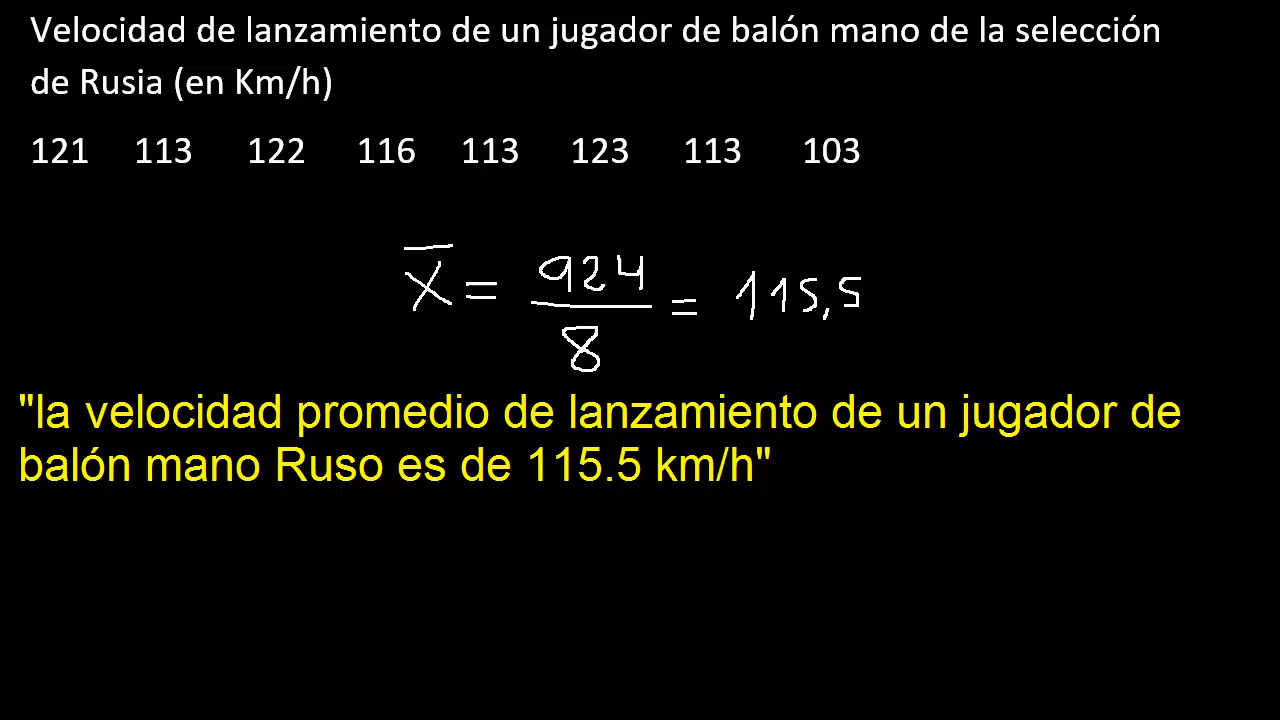 Velocidad de lanzamiento de un jugador de balón mano de la selección
de Rusia (en Km/h)
121 113 122 116 113 123 113 103
X̅ = 924/8 = 115,5
"la velocidad promedio de lanzamiento de un jugador de
balón mano Ruso es de 115.5 km/h"